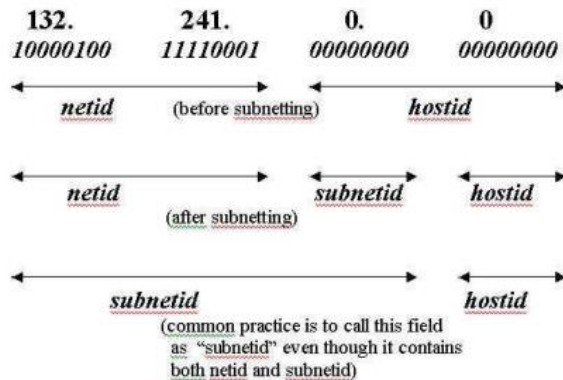 132. 241. 0. 0
10000100 11110001 00000000 00000000
netid (before subnetting) hostid
netid subnetid hostid
(after subnetting)
subnetid hostid
(common practice is to call this field
as “subnetid” even though it contains
both netid and subnetid)